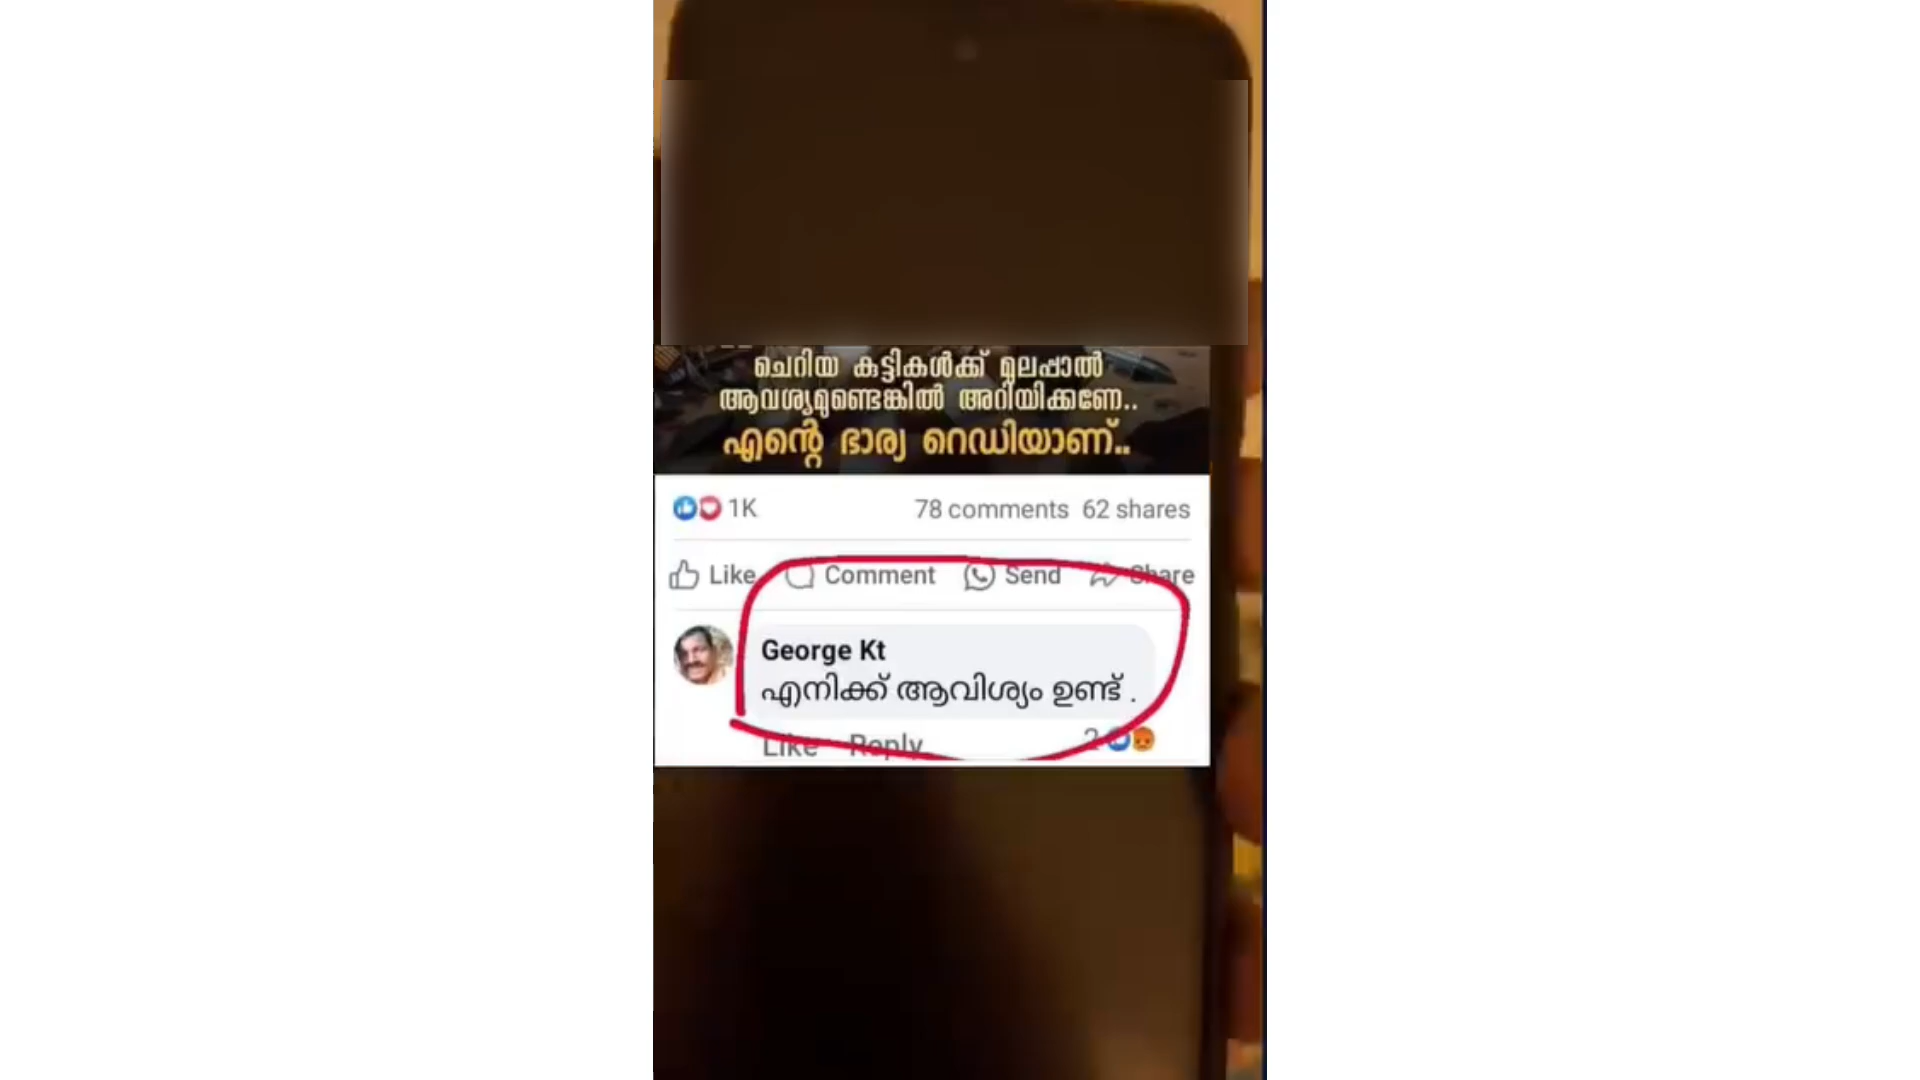 ചെറിയ കുട്ടികൾക്ക് മുലപ്പാൽ
ആവശ്യമുണ്ടെങ്കിൽ അറിയിക്കണേ..
എന്റെ ഭാര്യ റെഡിയാണ്..
1K 78 comments 62 shares
Like Comment Send Share
George Kt
എനിക്ക് ആവിശ്യം ഉണ്ട് .
Like Reply 2